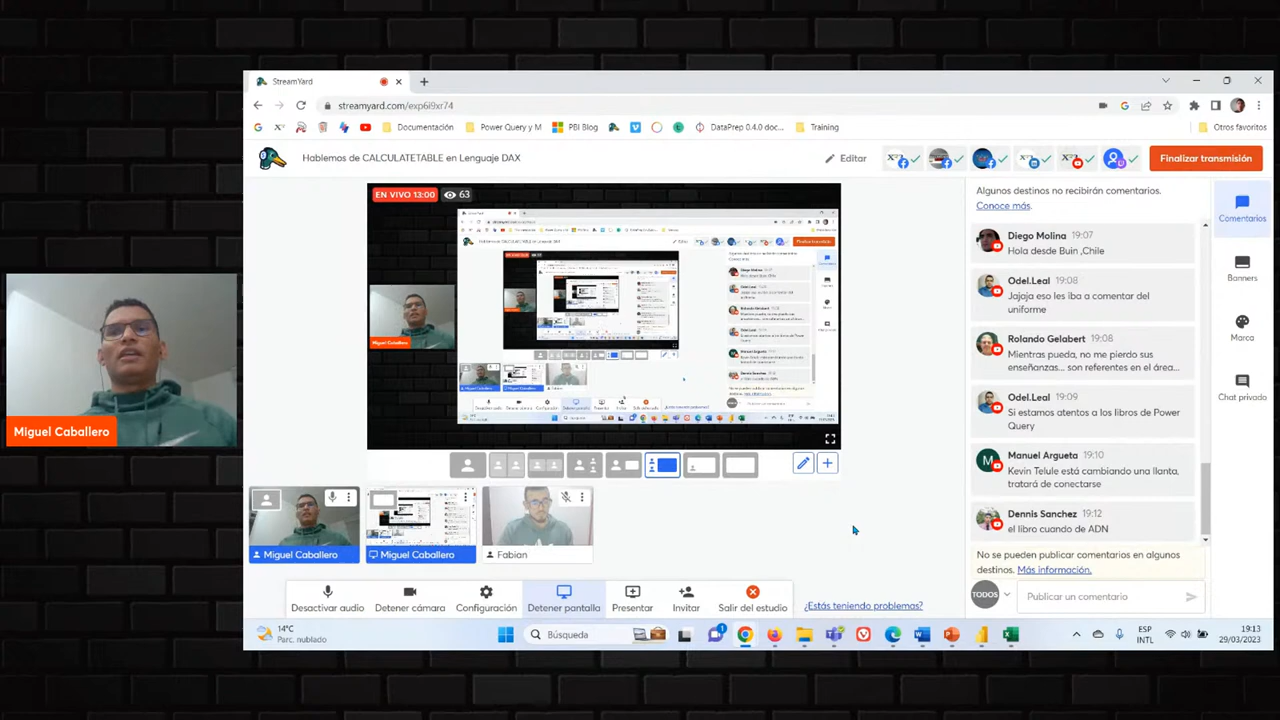 StreamYard
streamyard.com/exp6i9xr74
Documentación
Power Query y M
PBI Blog
DataPrep 0.4.0 doc...
Training
Otros favoritos
Hablemos de CALCULATETABLE en Lenguaje DAX
Editar
Finalizar transmisión
EN VIVO 13:00
63
Miguel Caballero
Finalizar transmisión
Algunos destinos no recibirán comentarios.
Conoce más.
Diego Molina 19:07
Hola desde Buin ,Chile
Odel.Leal 19:08
Jajoja eso les iba a comentar del
uniforme
Rolando Gelabert 19:08
Mientras pueda, no me pierdo sus
enseñanzas... son referentes en el área...
Odel.Leal 19:09
Si estamos atentos a los libros de Power
Query
Manuel Argueta 19:10
Kevin Telule está cambiando una llanta,
tratará de conectarse
Dennis Sanchez 19:12
el libro cuando de ADN
No se pueden publicar comentarios en algunos
destinos. Más información.
TODOS
Publicar un comentario
Comentarios
Banners
Marca
Chat privado
Miguel Caballero
Miguel Caballero
Miguel Caballero
Fabian
Desactivar audio
Detener cámara
Configuración
Detener pantalla
Presentar
Invitar
Salir del estudio
¿Estás teniendo problemas?
14°C
Parc. nublado
Búsqueda
1
ESP
INTL
19:13
29/03/2023